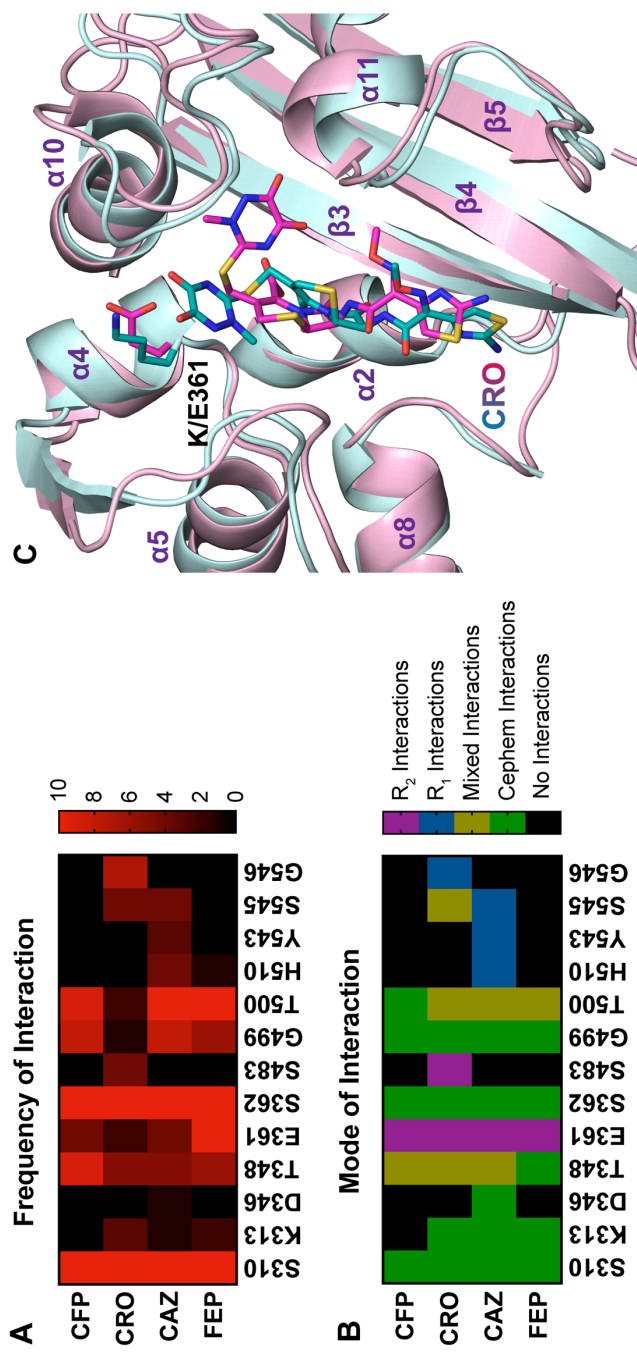 A
Frequency of Interaction
CFP
CRO
CAZ
FEP
S310
K313
D346
T348
E361
S362
S483
G499
T500
H510
Y543
S545
G546
10
8
6
4
2
0
B
Mode of Interaction
CFP
CRO
CAZ
FEP
S310
K313
D346
T348
E361
S362
S483
G499
T500
H510
Y543
S545
G546
R2 Interactions
R1 Interactions
Mixed Interactions
Cephem Interactions
No Interactions
C
α10
α11
α4
β5
β3
β4
K/E361
α2
α5
α8
CRO